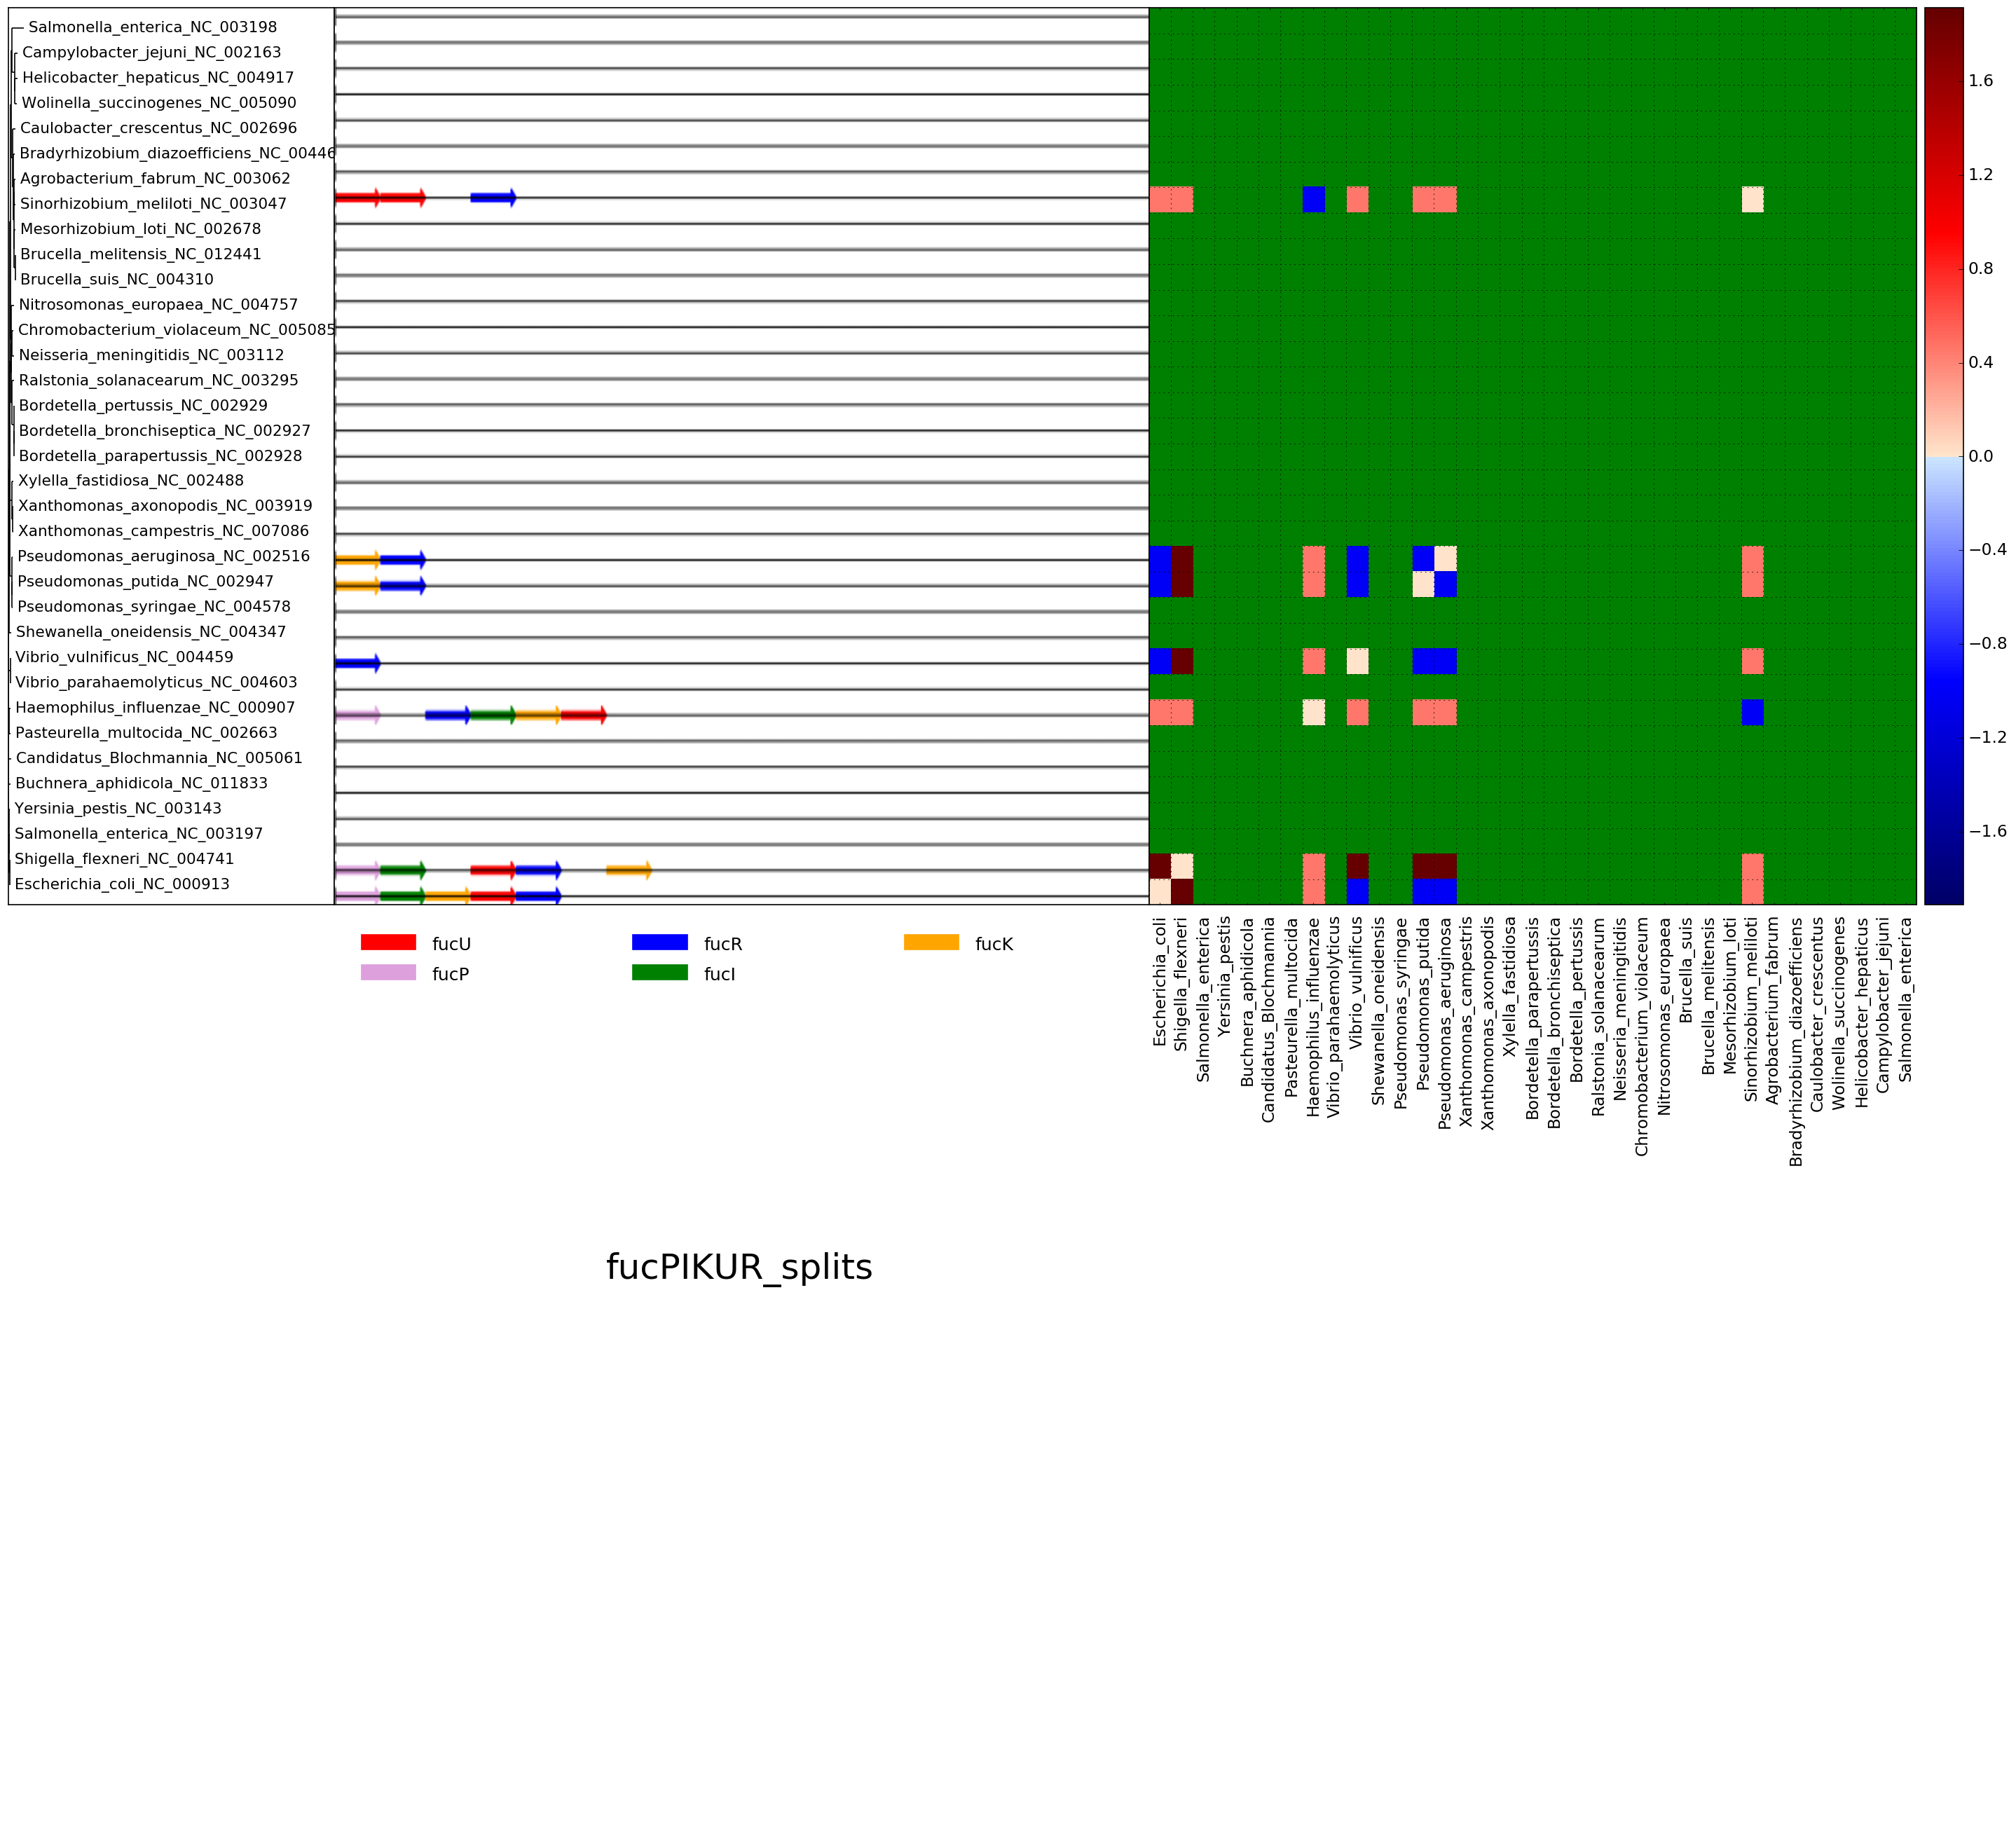 Salmonella_enterica_NC_003198
Campylobacter_jejuni_NC_002163
Helicobacter_hepaticus_NC_004917
Wolinella_succinogenes_NC_005090
Caulobacter_crescentus_NC_002696
Bradyrhizobium_diazoefficiens_NC_00446
Agrobacterium_fabrum_NC_003062
Sinorhizobium_meliloti_NC_003047
Mesorhizobium_loti_NC_002678
Brucella_melitensis_NC_012441
Brucella_suis_NC_004310
Nitrosomonas_europaea_NC_004757
Chromobacterium_violaceum_NC_005085
Neisseria_meningitidis_NC_003112
Ralstonia_solanacearum_NC_003295
Bordetella_pertussis_NC_002929
Bordetella_bronchiseptica_NC_002927
Bordetella_parapertussis_NC_002928
Xylella_fastidiosa_NC_002488
Xanthomonas_axonopodis_NC_003919
Xanthomonas_campestris_NC_007086
Pseudomonas_aeruginosa_NC_002516
Pseudomonas_putida_NC_002947
Pseudomonas_syringae_NC_004578
Shewanella_oneidensis_NC_004347
Vibrio_vulnificus_NC_004459
Vibrio_parahaemolyticus_NC_004603
Haemophilus_influenzae_NC_000907
Pasteurella_multocida_NC_002663
Candidatus_Blochmannia_NC_005061
Buchnera_aphidicola_NC_011833
Yersinia_pestis_NC_003143
Salmonella_enterica_NC_003197
Shigella_flexneri_NC_004741
Escherichia_coli_NC_000913
1.6
1.2
0.8
0.4
0.0
−0.4
−0.8
−1.2
−1.6
fucU
fucR
fucK
fucP
fucI
Escherichia_coli
Shigella_flexneri
Salmonella_enterica
Yersinia_pestis
Buchnera_aphidicola
Candidatus_Blochmannia
Pasteurella_multocida
Haemophilus_influenzae
Vibrio_parahaemolyticus
Vibrio_vulnificus
Shewanella_oneidensis
Pseudomonas_syringae
Pseudomonas_putida
Pseudomonas_aeruginosa
Xanthomonas_campestris
Xanthomonas_axonopodis
Xylella_fastidiosa
Bordetella_parapertussis
Bordetella_bronchiseptica
Bordetella_pertussis
Ralstonia_solanacearum
Neisseria_meningitidis
Chromobacterium_violaceum
Nitrosomonas_europaea
Brucella_suis
Brucella_melitensis
Mesorhizobium_loti
Sinorhizobium_meliloti
Agrobacterium_fabrum
Bradyrhizobium_diazoefficiens
Caulobacter_crescentus
Wolinella_succinogenes
Helicobacter_hepaticus
Campylobacter_jejuni
Salmonella_enterica
fucPIKUR_splits